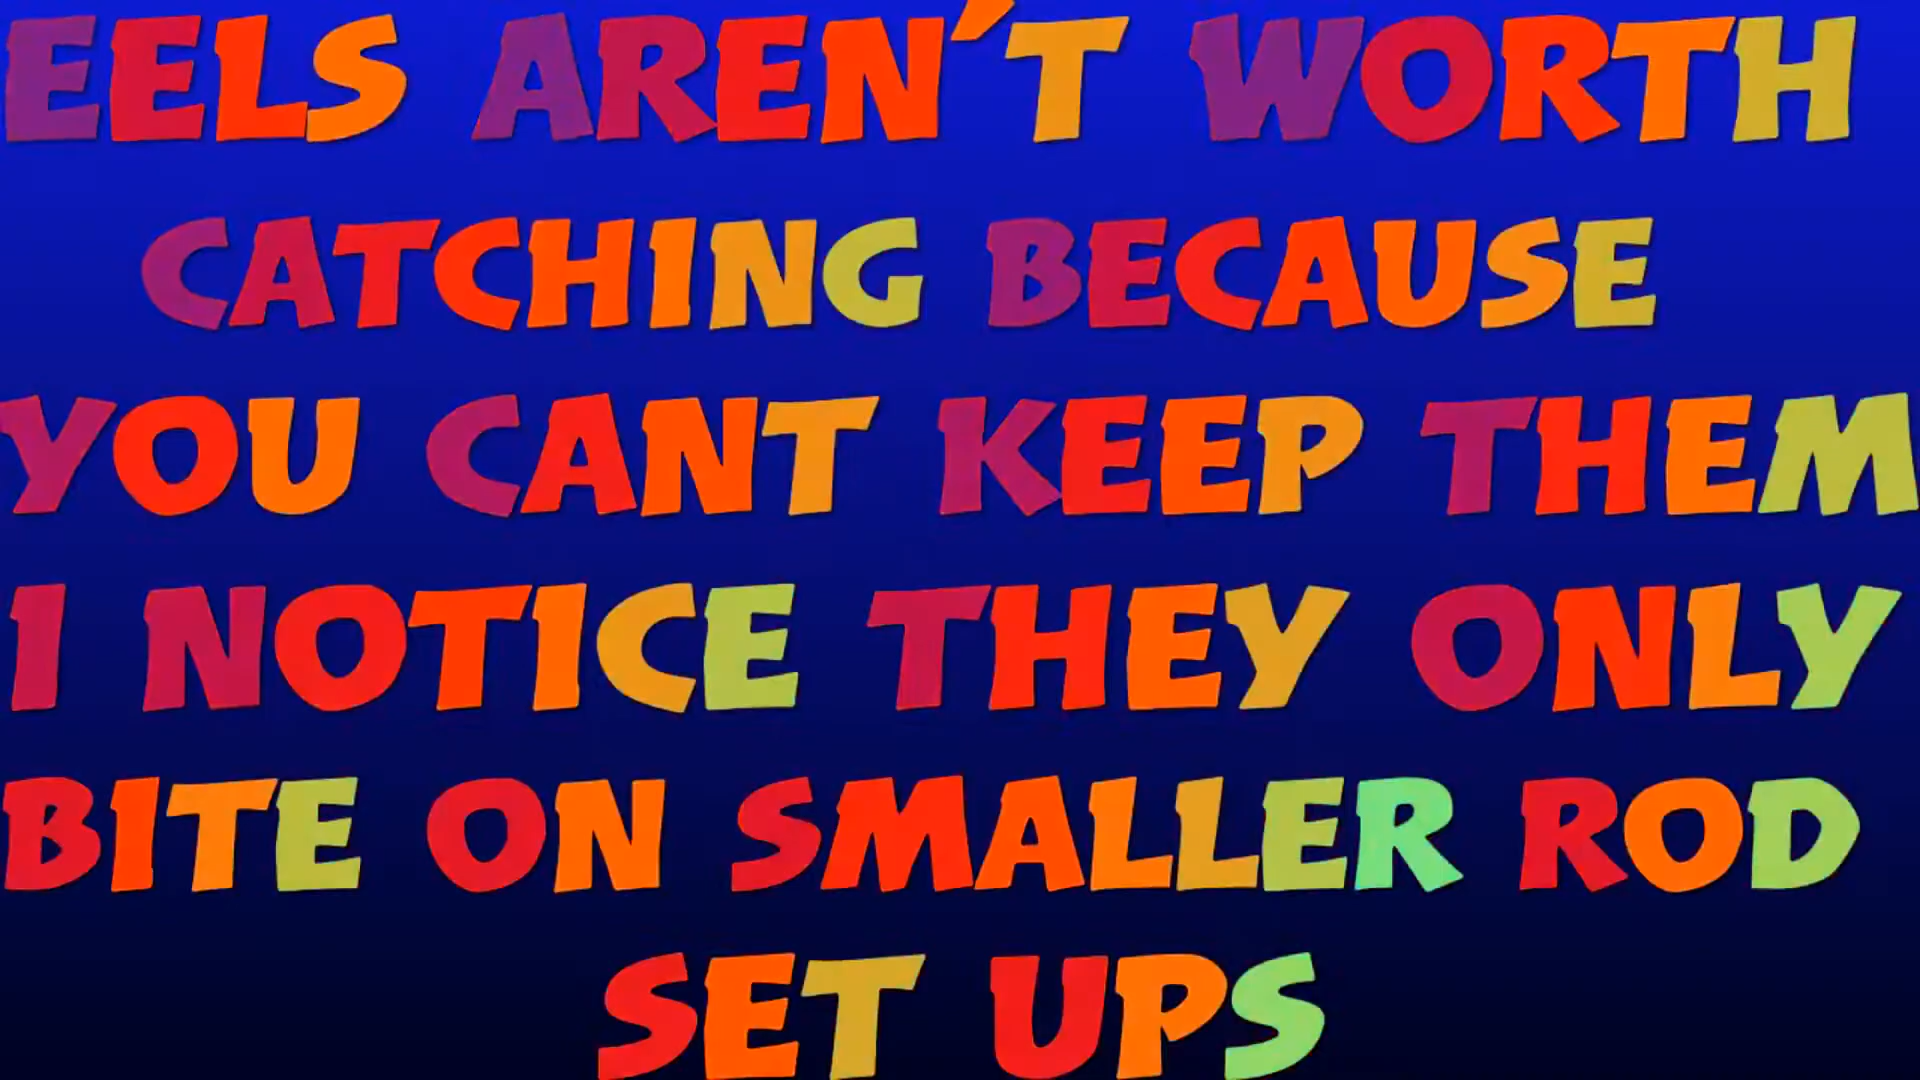 EELS AREN'T WORTH
CATCHING BECAUSE
YOU CANT KEEP THEM
I NOTICE THEY ONLY
BITE ON SMALLER ROD
SET UPS